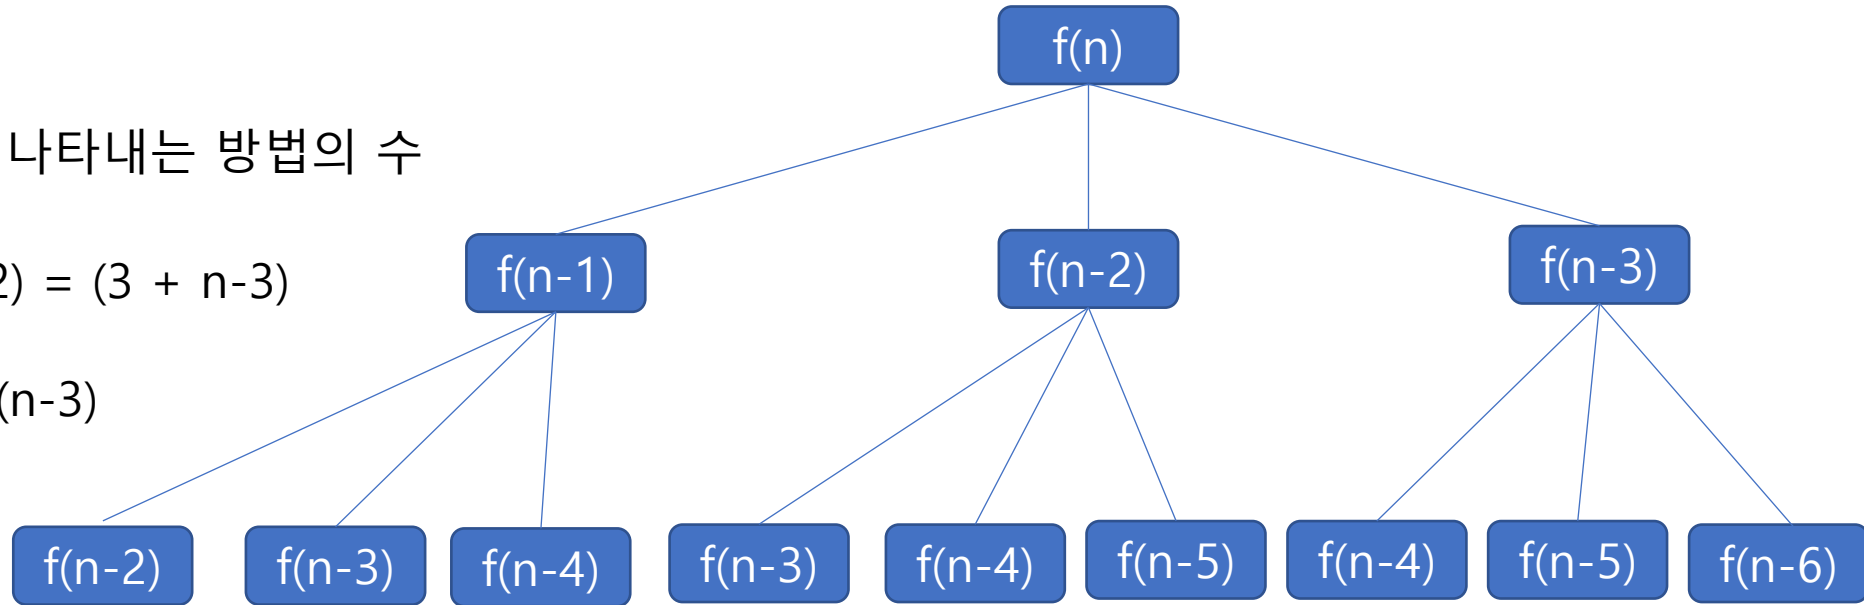 f(n)
나타내는 방법의 수
f(n-1)
f(n-2)
f(n-3)
2) = (3 + n-3)
(n-3)
f(n-2)
f(n-3)
f(n-4)
f(n-3)
f(n-4)
f(n-5)
f(n-4)
f(n-5)
f(n-6)